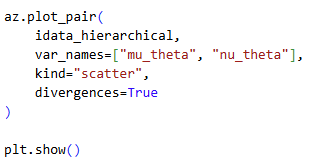 az.plot_pair(
    idata_hierarchical,
    var_names=["mu_theta", "nu_theta"],
    kind="scatter",
    divergences=True
)
plt.show()